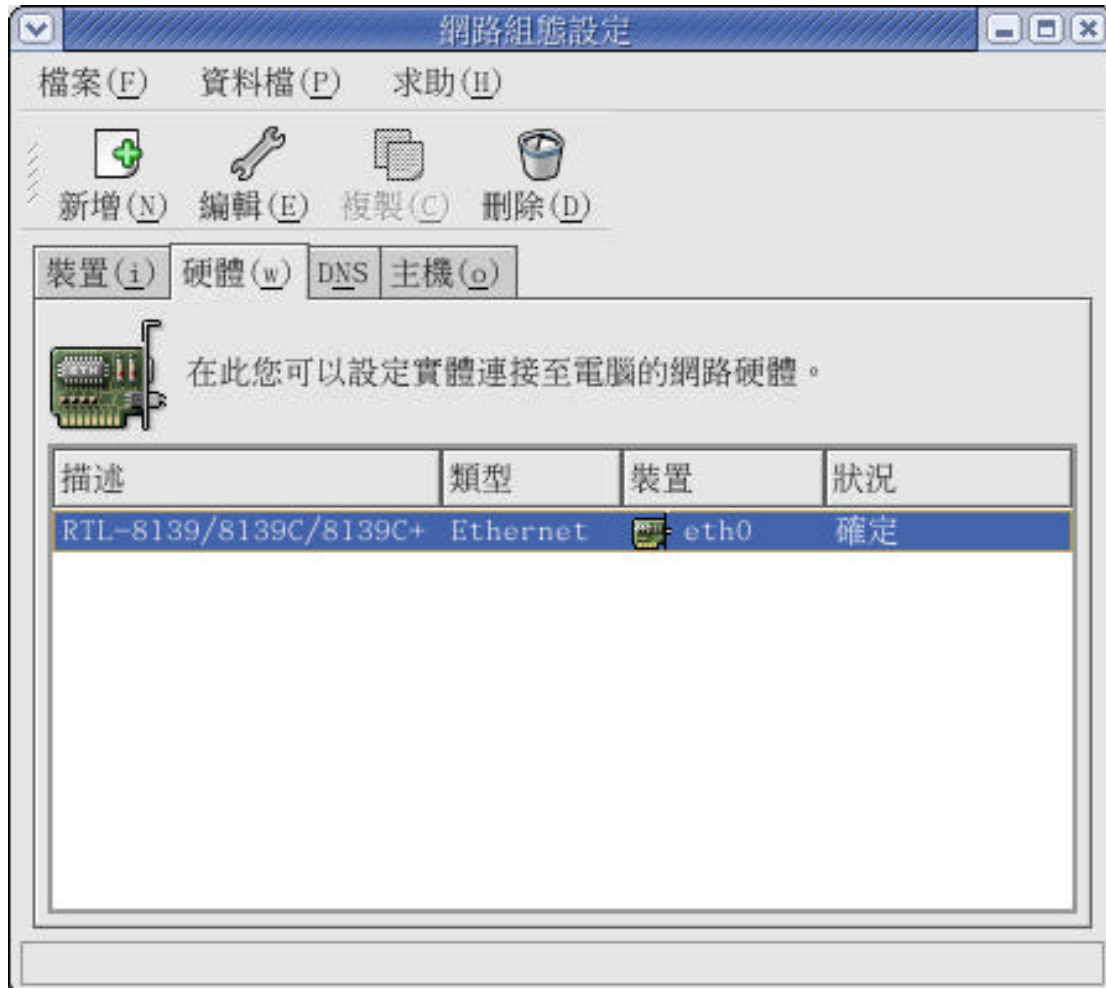 網路組態設定
檔案(F) 資料檔(P) 求助(H)
新增(N) 編輯(E) 複製(C) 刪除(D)
裝置(i) 硬體(w) DNS 主機(o)
ETH
在此您可以設定實體連接至電腦的網路硬體。
描述 類型 裝置 狀況
RTL-8139/8139C/8139C+ Ethernet eth0 確定